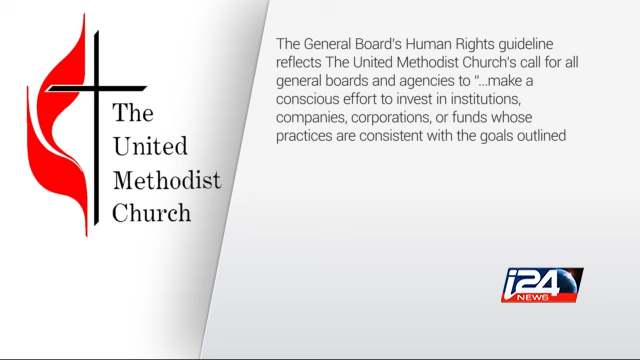 The
United
Methodist
Church
The General Board's Human Rights guideline
reflects The United Methodist Church's call for all
general boards and agencies to "...make a
conscious effort to invest in institutions,
companies, corporations, or funds whose
practices are consistent with the goals outlined
i24
NEWS